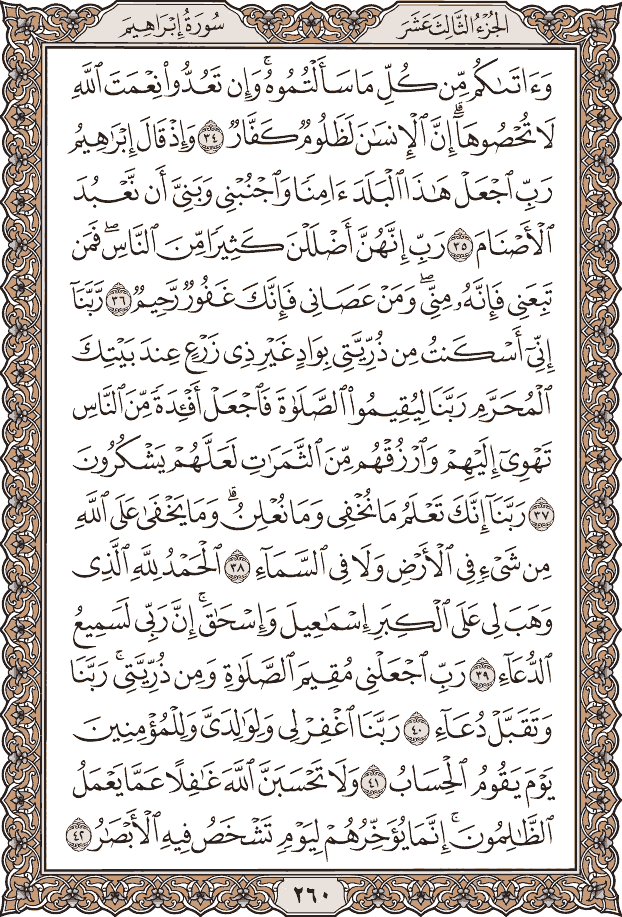 الجُزْءُ الثَّالِثَ عَشَرَ
سُورَةُ إِبْرَاهِيمَ
وَءَاتَىٰكُم مِّن كُلِّ مَا سَأَلْتُمُوهُۚ وَإِن تَعُدُّوا۟ نِعْمَتَ ٱللَّهِ
لَا تُحْصُوهَآۗ إِنَّ ٱلْإِنسَٰنَ لَظَلُومٌ كَفَّارٌ ٣٤ وَإِذْ قَالَ إِبْرَٰهِيمُ
رَبِّ ٱجْعَلْ هَٰذَا ٱلْبَلَدَ ءَامِنًا وَٱجْنُبْنِى وَبَنِىَّ أَن نَّعْبُدَ
ٱلْأَصْنَامَ ٣٥ رَبِّ إِنَّهُنَّ أَضْلَلْنَ كَثِيرًا مِّنَ ٱلنَّاسِۖ فَمَن
تَبِعَنِى فَإِنَّهُۥ مِنِّىۖ وَمَنْ عَصَانِى فَإِنَّكَ غَفُورٌ رَّحِيمٌ ٣٦ رَّبَّنَآ
إِنِّىٓ أَسْكَنتُ مِن ذُرِّيَّتِى بِوَادٍ غَيْرِ ذِى زَرْعٍ عِندَ بَيْتِكَ
ٱلْمُحَرَّمِ رَبَّنَا لِيُقِيمُوا۟ ٱلصَّلَوٰةَ فَٱجْعَلْ أَفْـِٔدَةً مِّنَ ٱلنَّاسِ
تَهْوِىٓ إِلَيْهِمْ وَٱرْزُقْهُم مِّنَ ٱلثَّمَرَٰتِ لَعَلَّهُمْ يَشْكُرُونَ
٣٧ رَبَّنَآ إِنَّكَ تَعْلَمُ مَا نُخْفِى وَمَا نُعْلِنُۗ وَمَا يَخْفَىٰ عَلَى ٱللَّهِ
مِن شَىْءٍ فِى ٱلْأَرْضِ وَلَا فِى ٱلسَّمَآءِ ٣٨ ٱلْحَمْدُ لِلَّهِ ٱلَّذِى
وَهَبَ لِى عَلَى ٱلْكِبَرِ إِسْمَٰعِيلَ وَإِسْحَٰقَۚ إِنَّ رَبِّى لَسَمِيعُ
ٱلدُّعَآءِ ٣٩ رَبِّ ٱجْعَلْنِى مُقِيمَ ٱلصَّلَوٰةِ وَمِن ذُرِّيَّتِىۚ رَبَّنَا
وَتَقَبَّلْ دُعَآءِ ٤٠ رَبَّنَا ٱغْفِرْ لِى وَلِوَٰلِدَىَّ وَلِلْمُؤْمِنِينَ
يَوْمَ يَقُومُ ٱلْحِسَابُ ٤١ وَلَا تَحْسَبَنَّ ٱللَّهَ غَٰفِلًا عَمَّا يَعْمَلُ
ٱلظَّٰلِمُونَۚ إِنَّمَا يُؤَخِّرُهُمْ لِيَوْمٍ تَشْخَصُ فِيهِ ٱلْأَبْصَٰرُ ٤٢
٢٦٠